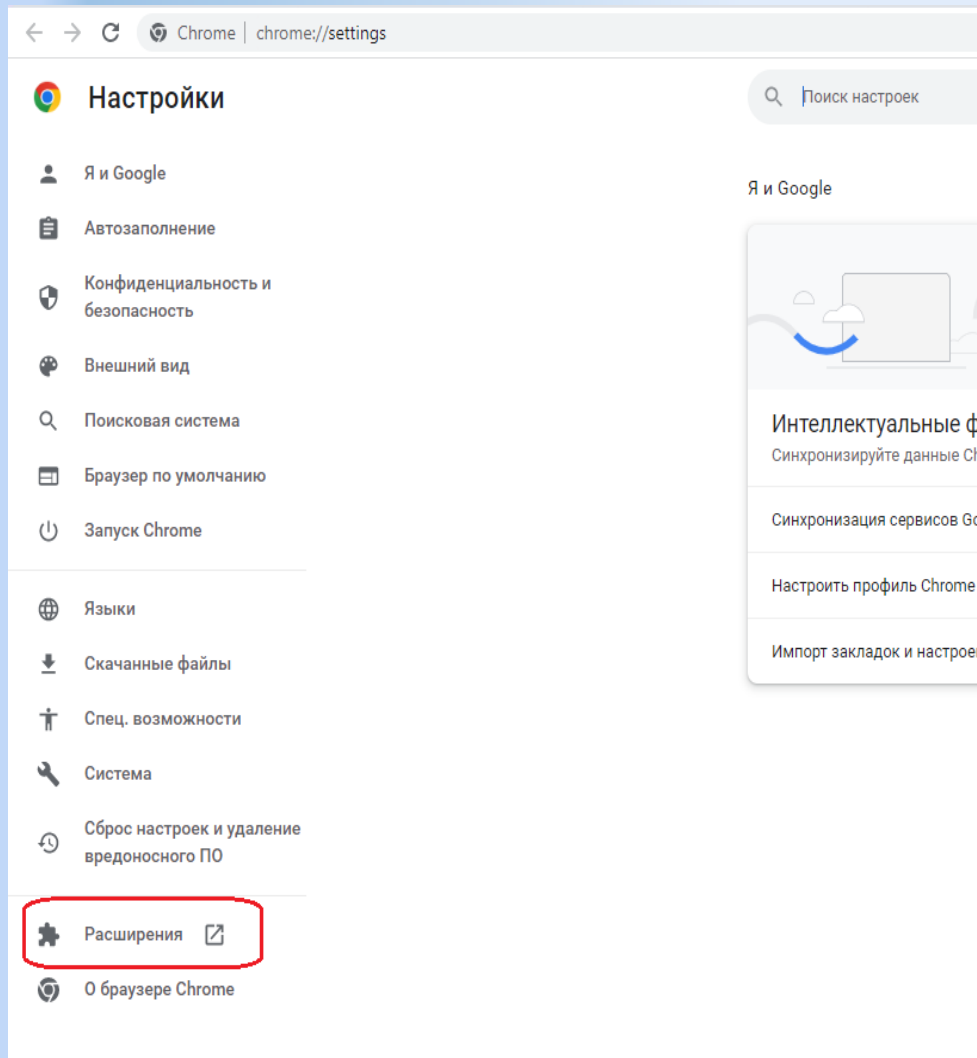 Chrome | chrome://settings
Настройки
Поиск настроек
Я и Google
Автозаполнение
Конфиденциальность и
безопасность
Внешний вид
Поисковая система
Браузер по умолчанию
Запуск Chrome
Языки
Скачанные файлы
Спец. возможности
Система
Сброс настроек и удаление
вредоносного ПО
Расширения
О браузере Chrome
Я и Google
Интеллектуальные
Синхронизируйте данные
Синхронизация сервисов
Настроить профиль Chrome
Импорт закладок и